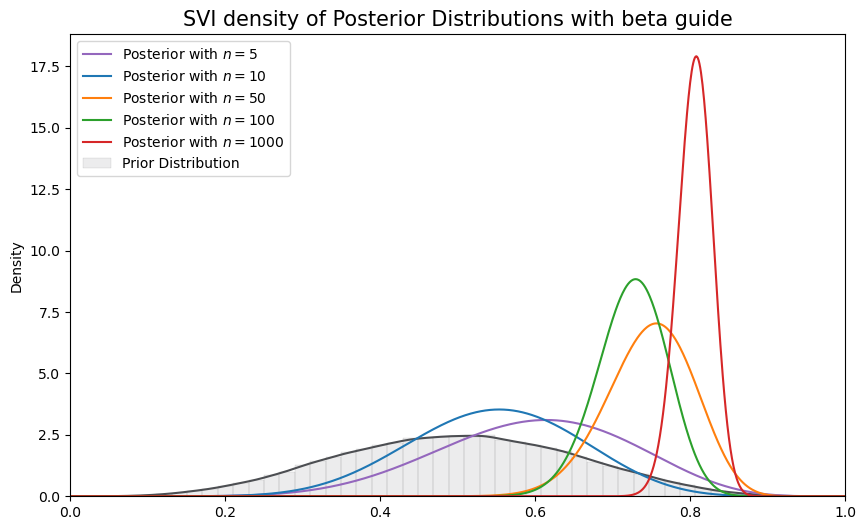 SVI density of Posterior Distributions with beta guide
Posterior with n = 5
Posterior with n = 10
Posterior with n = 50
Posterior with n = 100
Posterior with n = 1000
Prior Distribution
Density
17.5
15.0
12.5
10.0
7.5
5.0
2.5
0.0
0.0 0.2 0.4 0.6 0.8 1.0